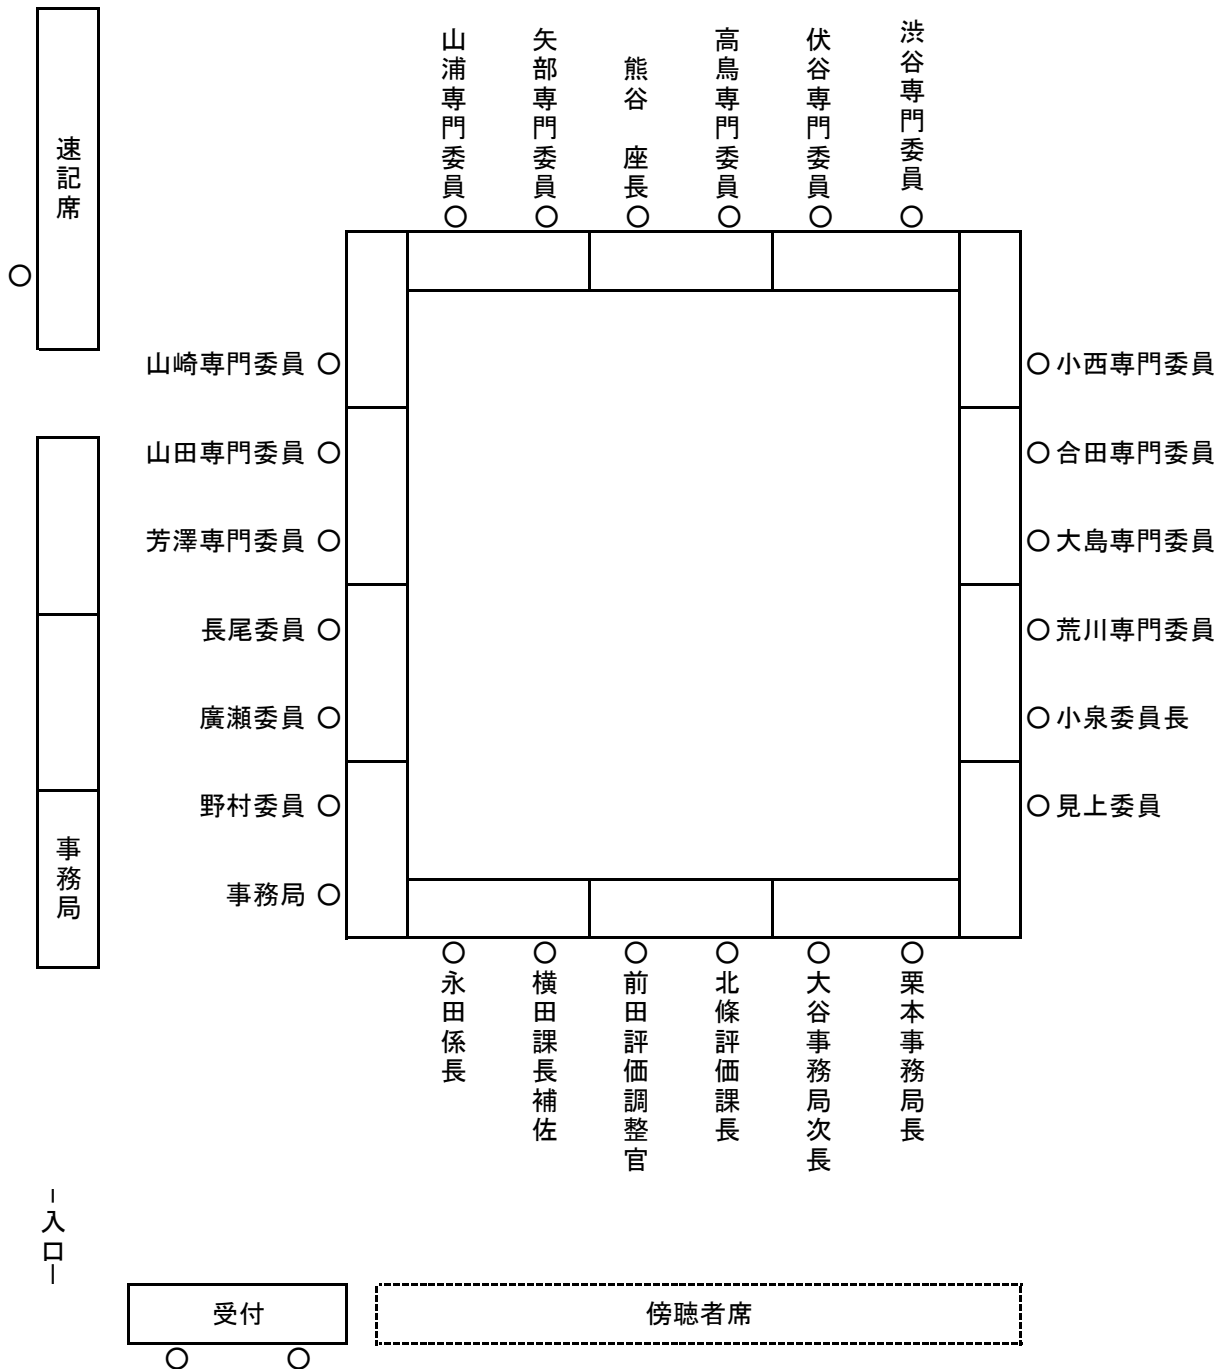 速記席
山浦専門委員
矢部専門委員
熊谷 座長
高鳥専門委員
伏谷専門委員
渋谷専門委員
山崎専門委員
山田専門委員
芳澤専門委員
長尾委員
廣瀬委員
野村委員
事務局
小西専門委員
合田専門委員
大島専門委員
荒川専門委員
小泉委員長
見上委員
事務局
永田係長
横田課長補佐
前田評価調整官
北條評価課長
大谷事務局次長
栗本事務局長
ー入口ー
受付
傍聴者席